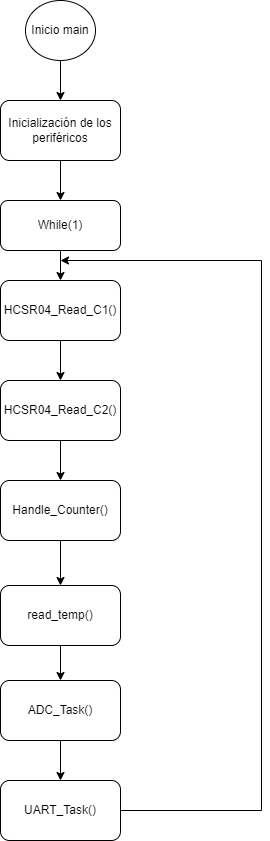 Inicio main
Inicialización de los
periféricos
While(1)
HCSR04_Read_C1()
HCSR04_Read_C2()
Handle_Counter()
read_temp()
ADC_Task()
UART_Task()